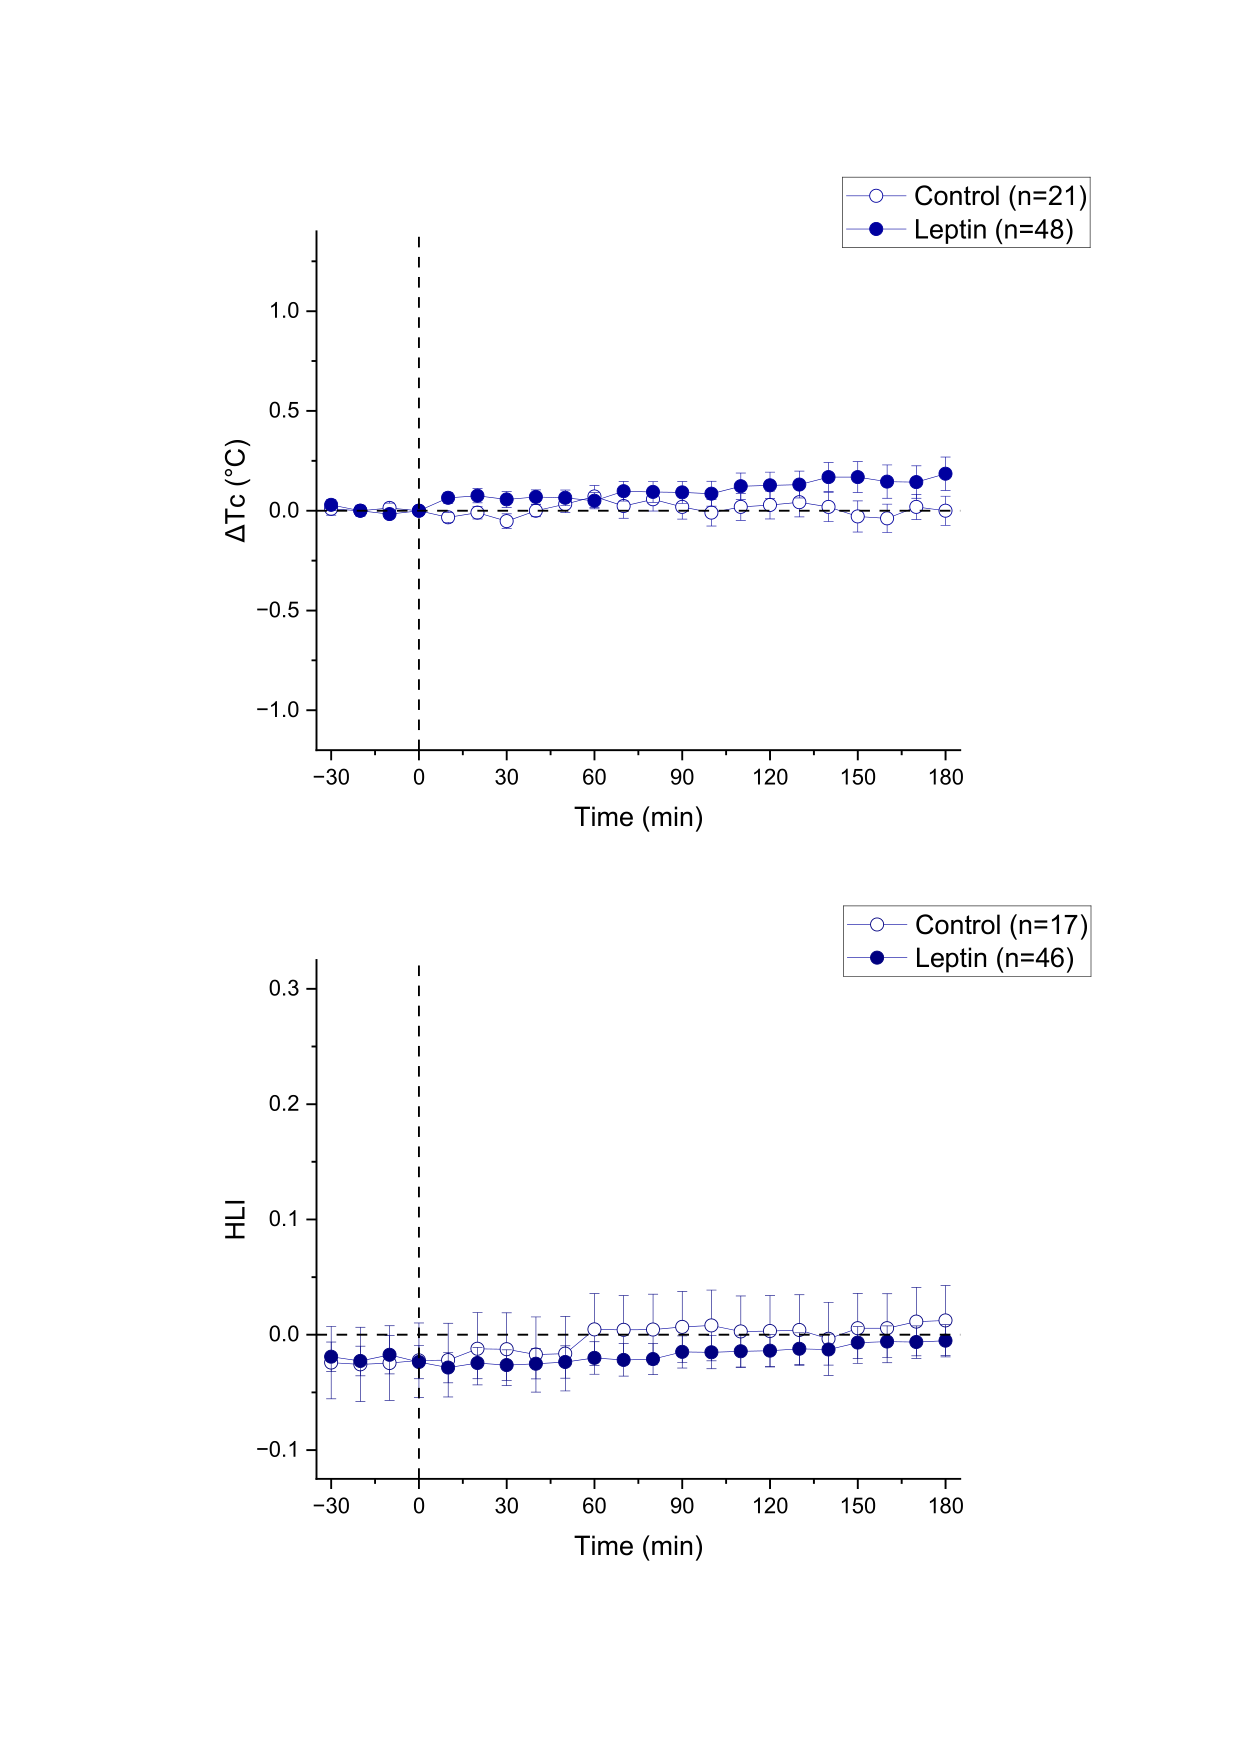 Control (n=21)
Leptin (n=48)
1.0
0.5
0.0
−0.5
−1.0
ΔTc (°C)
−30 0 30 60 90 120 150 180
Time (min)
Control (n=17)
Leptin (n=46)
0.3
0.2
0.1
0.0
−0.1
HLI
−30 0 30 60 90 120 150 180
Time (min)